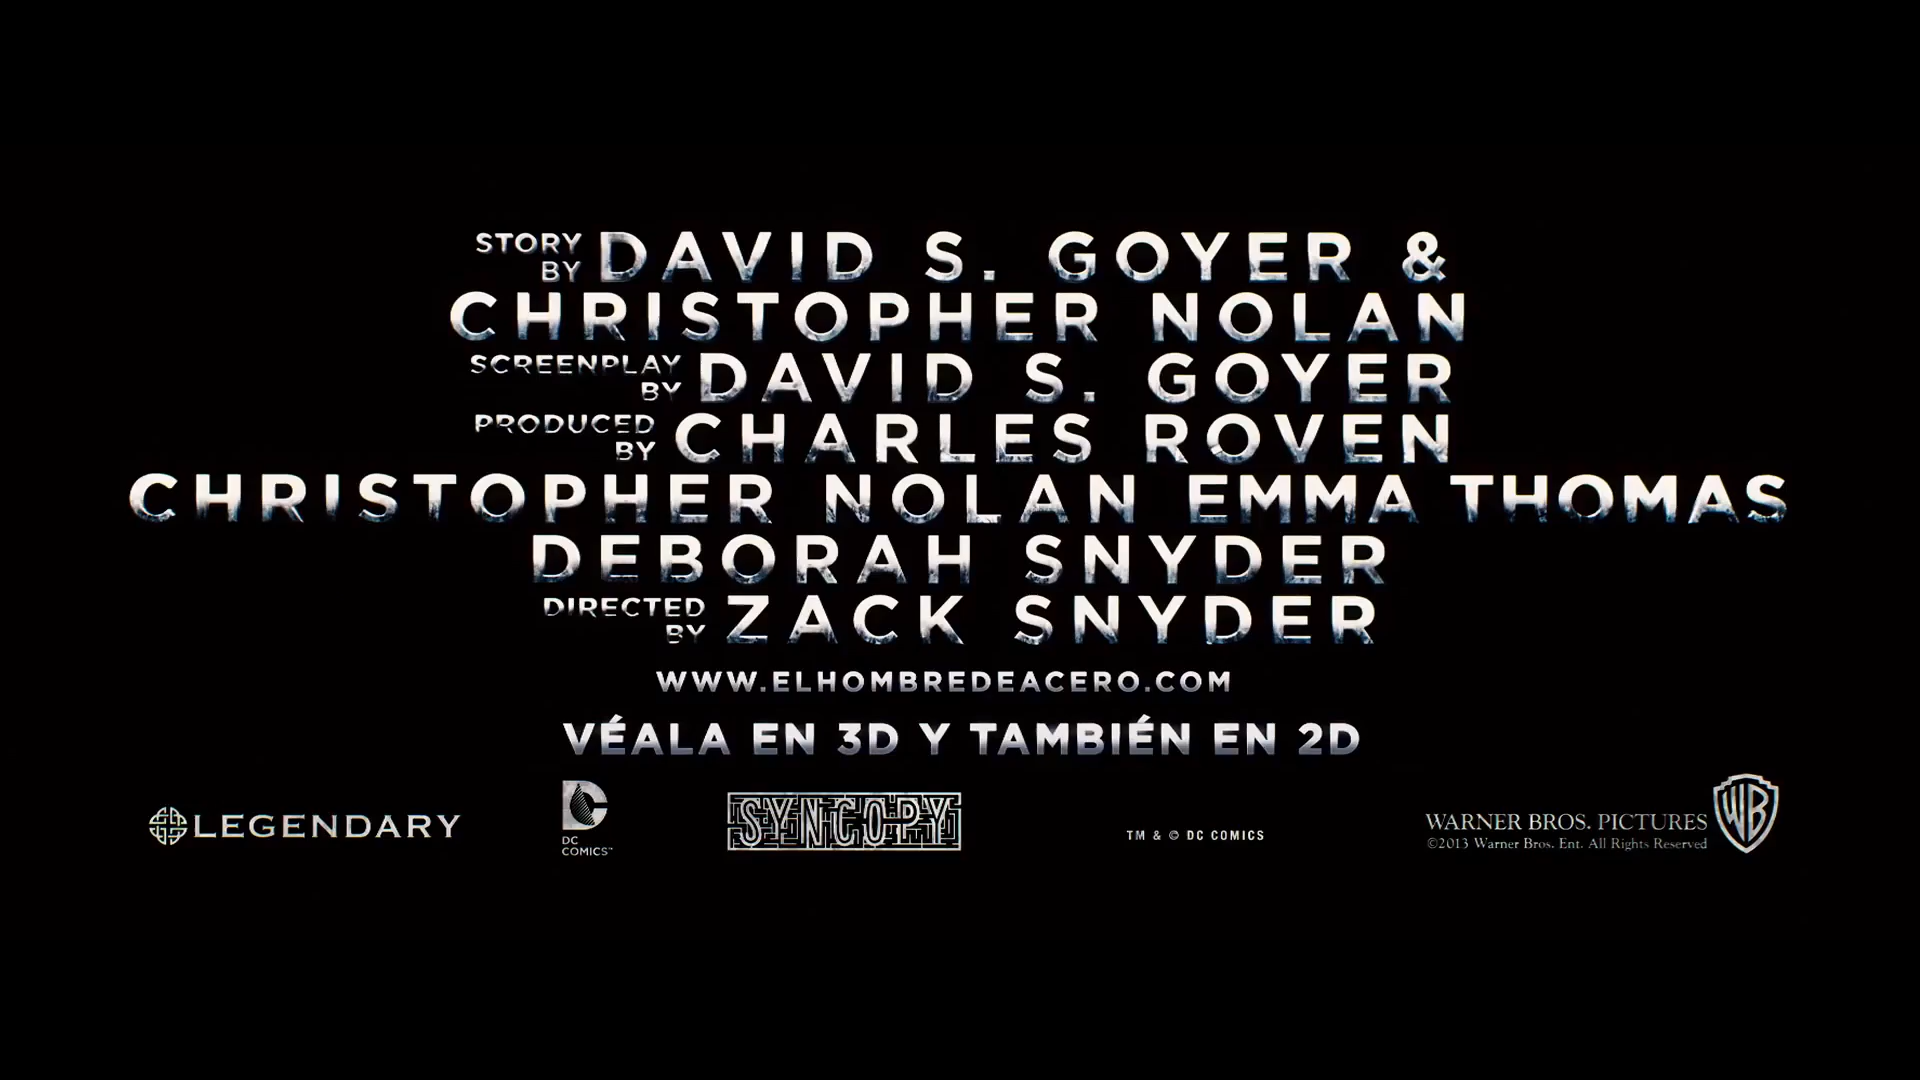 STORY BY DAVID S. GOYER &
CHRISTOPHER NOLAN
SCREENPLAY BY DAVID S. GOYER
PRODUCED BY CHARLES ROVEN
CHRISTOPHER NOLAN EMMA THOMAS
DEBORAH SNYDER
DIRECTED BY ZACK SNYDER
WWW.ELHOMBREDEACERO.COM
VÉALA EN 3D Y TAMBIÉN EN 2D
LEGENDARY
DC
DC
COMICS™
SYNCOPY
TM & © DC COMICS
WARNER BROS. PICTURES
©2013 Warner Bros. Ent. All Rights Reserved
WB